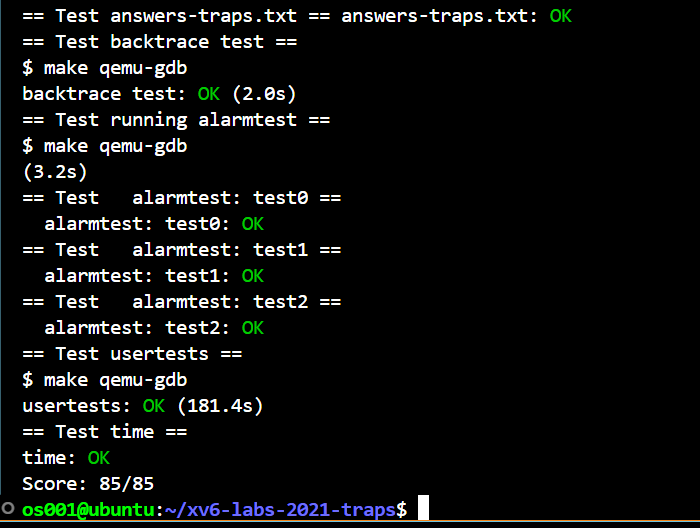 == Test answers-traps.txt == answers-traps.txt: OK
== Test backtrace test ==
$ make qemu-gdb
backtrace test: OK (2.0s)
== Test running alarmtest ==
$ make qemu-gdb
(3.2s)
== Test   alarmtest: test0 ==
  alarmtest: test0: OK
== Test   alarmtest: test1 ==
  alarmtest: test1: OK
== Test   alarmtest: test2 ==
  alarmtest: test2: OK
== Test usertests ==
$ make qemu-gdb
usertests: OK (181.4s)
== Test time ==
time: OK
Score: 85/85
os001@ubuntu:~/xv6-labs-2021-traps$